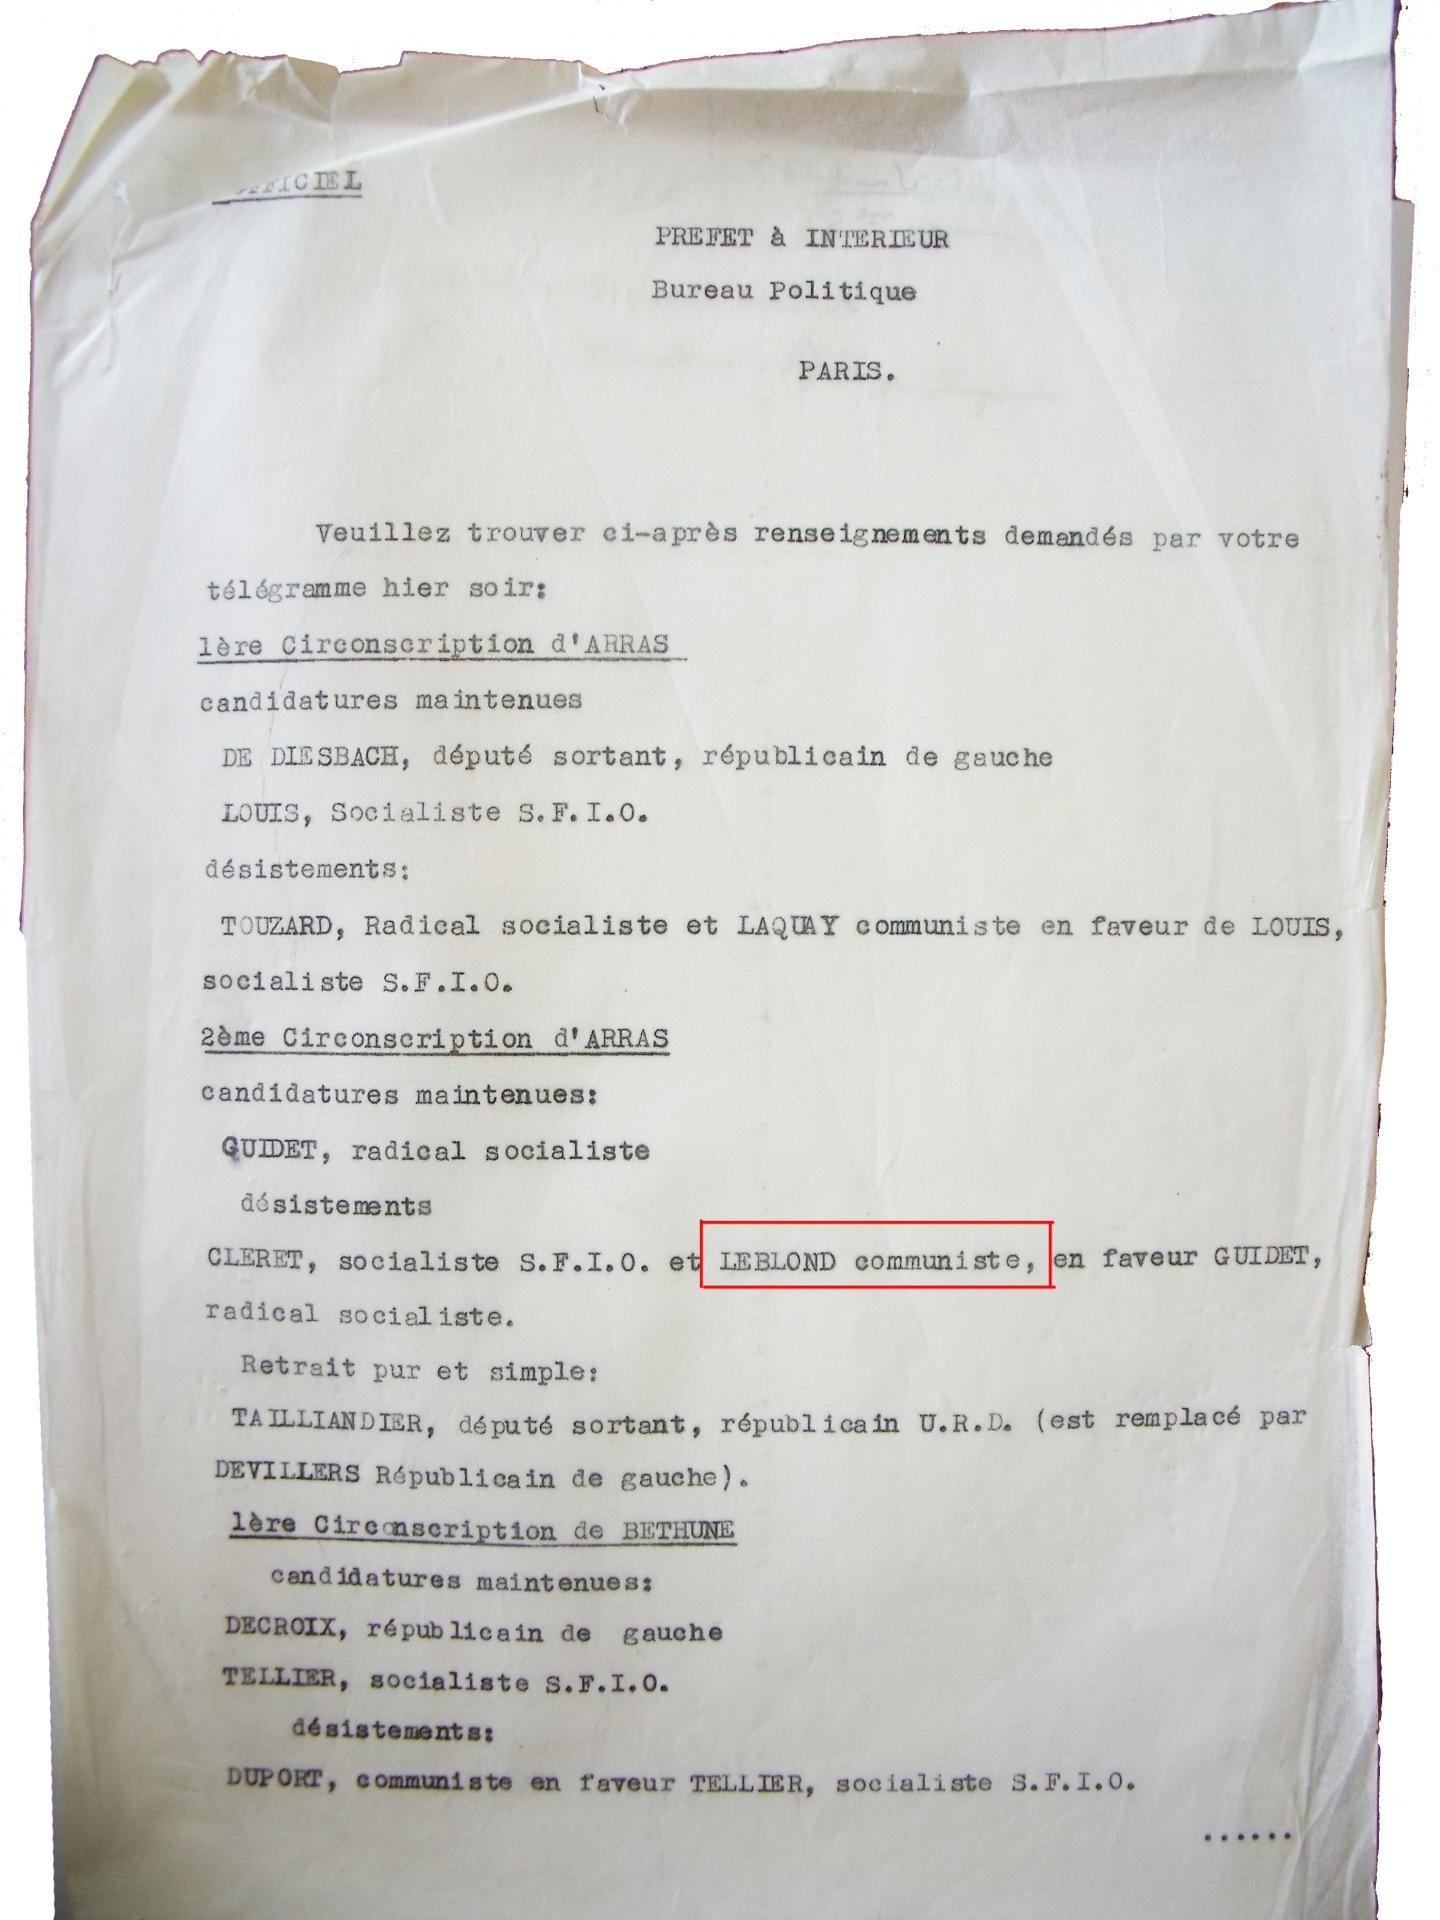 OFFICIEL
PREFET à INTERIEUR
Bureau Politique
PARIS.
Veuillez trouver ci-après renseignements demandés par votre
télégramme hier soir:
1ère Circonscription d'ARRAS
candidatures maintenues
DE DIESBACH, député sortant, républicain de gauche
LOUIS, Socialiste S.F.I.O.
désistements:
TOUZARD, Radical socialiste et LAQUAY communiste en faveur de LOUIS,
socialiste S.F.I.O.
2ème Circonscription d'ARRAS
candidatures maintenues:
GUIDET, radical socialiste
désistements
CLERET, socialiste S.F.I.O. et LEBLOND communiste, en faveur GUIDET,
radical socialiste.
Retrait pur et simple:
TAILLIANDIER, député sortant, républicain U.R.D. (est remplacé par
DEVILLERS Républicain de gauche).
1ère Circonscription de BETHUNE
candidatures maintenues:
DECROIX, républicain de gauche
TELLIER, socialiste S.F.I.O.
désistements:
DUPORT, communiste en faveur TELLIER, socialiste S.F.I.O.
......